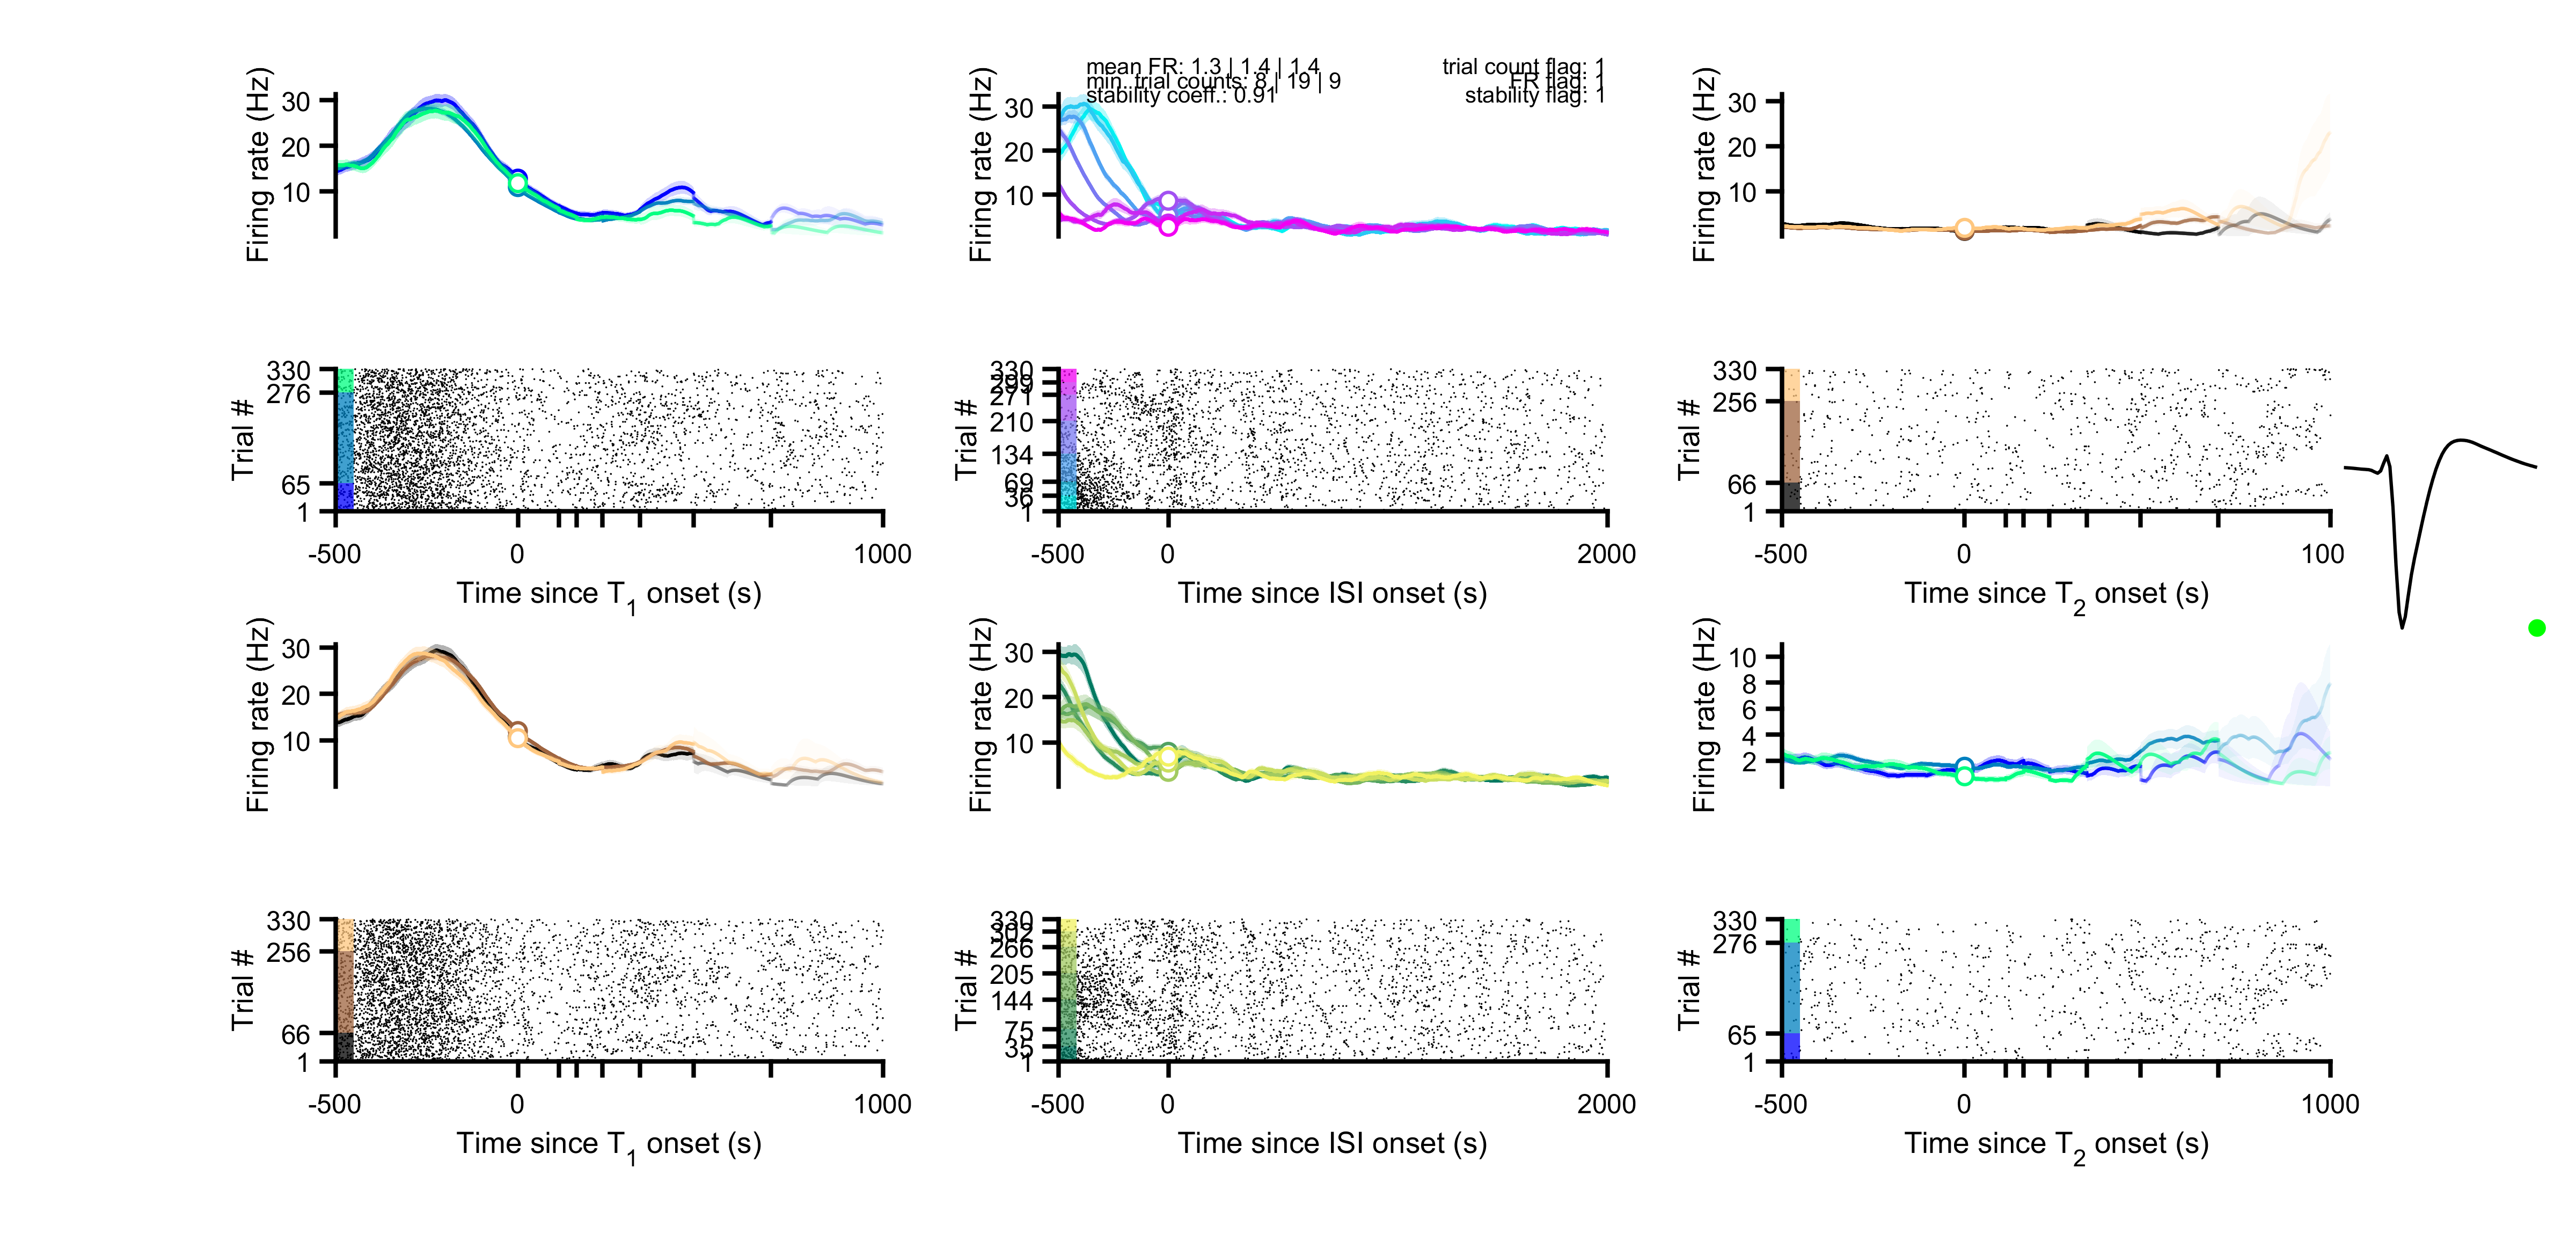 mean FR: 1.3 | 1.4 | 1.4
min. trial counts: 8 | 19 | 9
stability coeff.: 0.91
trial count flag: 1
FR flag: 1
stability flag: 1
Firing rate (Hz)
30
20
10
Firing rate (Hz)
30
20
10
Firing rate (Hz)
30
20
10
Trial #
330
276
65
1
-500
0
1000
Time since T1 onset (s)
Trial #
330
271
210
134
69
36
1
-500
0
2000
Time since ISI onset (s)
Trial #
330
256
66
1
-500
0
100
Time since T2 onset (s)
Firing rate (Hz)
30
20
10
Firing rate (Hz)
30
20
10
Firing rate (Hz)
10
8
6
4
2
Trial #
330
256
66
1
-500
0
1000
Time since T1 onset (s)
Trial #
330
302
266
205
144
75
35
1
-500
0
2000
Time since ISI onset (s)
Trial #
330
276
65
1
-500
0
1000
Time since T2 onset (s)